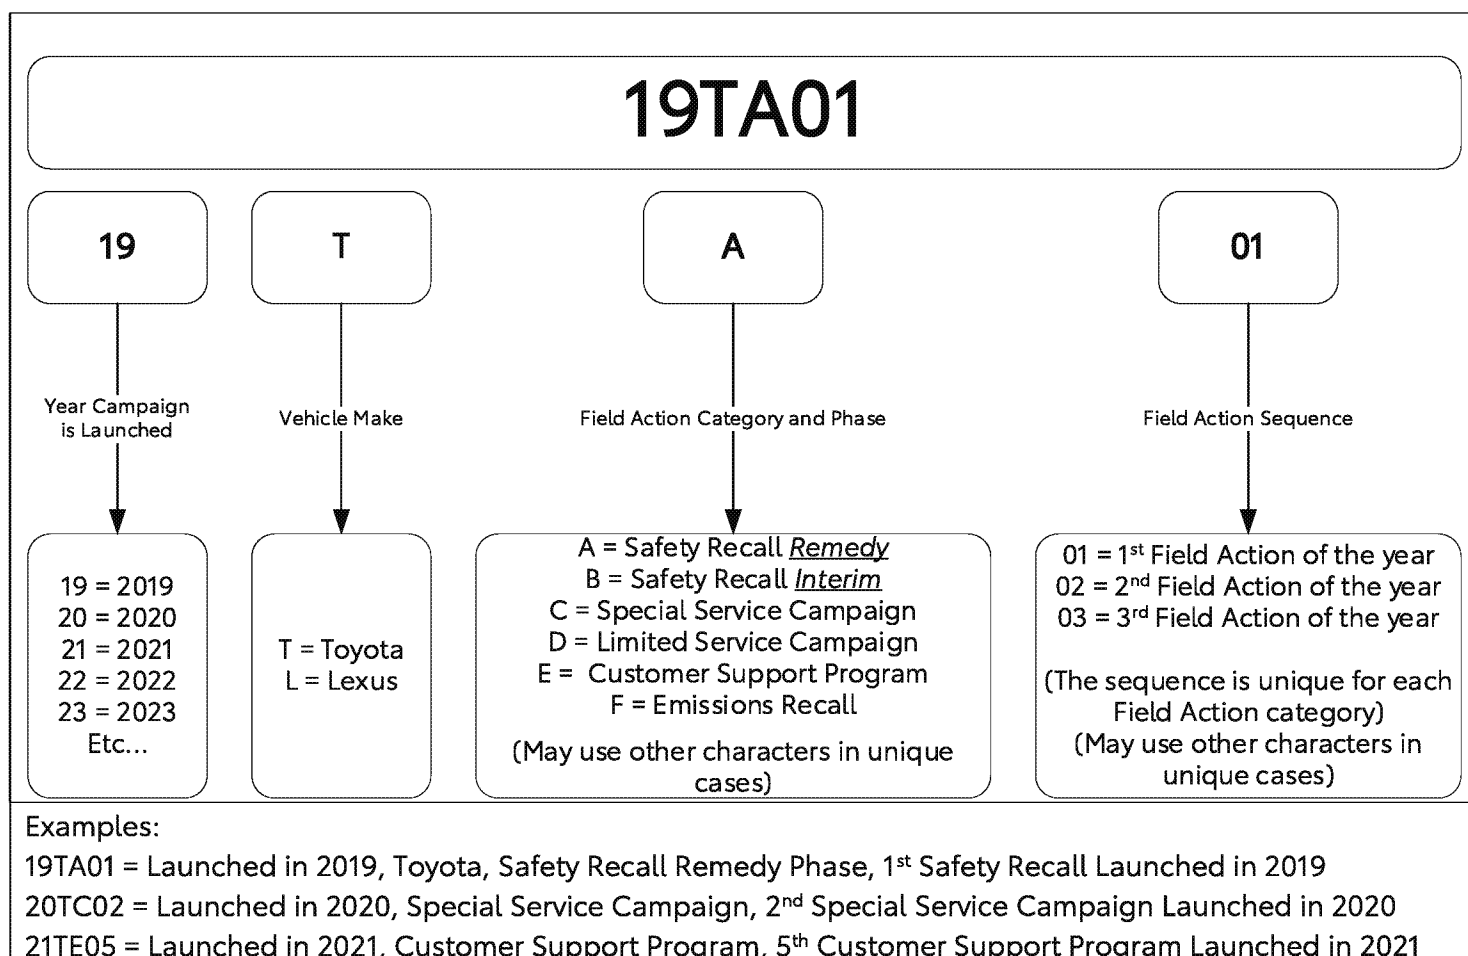 19TA01
19
T
A
01
Year Campaign
is Launched
Vehicle Make
Field Action Category and Phase
Field Action Sequence
19 = 2019
20 = 2020
21 = 2021
22 = 2022
23 = 2023
Etc...
T = Toyota
L = Lexus
A = Safety Recall Remedy
B = Safety Recall Interim
C = Special Service Campaign
D = Limited Service Campaign
E = Customer Support Program
F = Emissions Recall
(May use other characters in unique
cases)
01 = 1st Field Action of the year
02 = 2nd Field Action of the year
03 = 3rd Field Action of the year
(The sequence is unique for each
Field Action category)
(May use other characters in
unique cases)
Examples:
19TA01 = Launched in 2019, Toyota, Safety Recall Remedy Phase, 1st Safety Recall Launched in 2019
20TC02 = Launched in 2020, Special Service Campaign, 2nd Special Service Campaign Launched in 2020
21TE05 = Launched in 2021, Customer Support Program, 5th Customer Support Program Launched in 2021